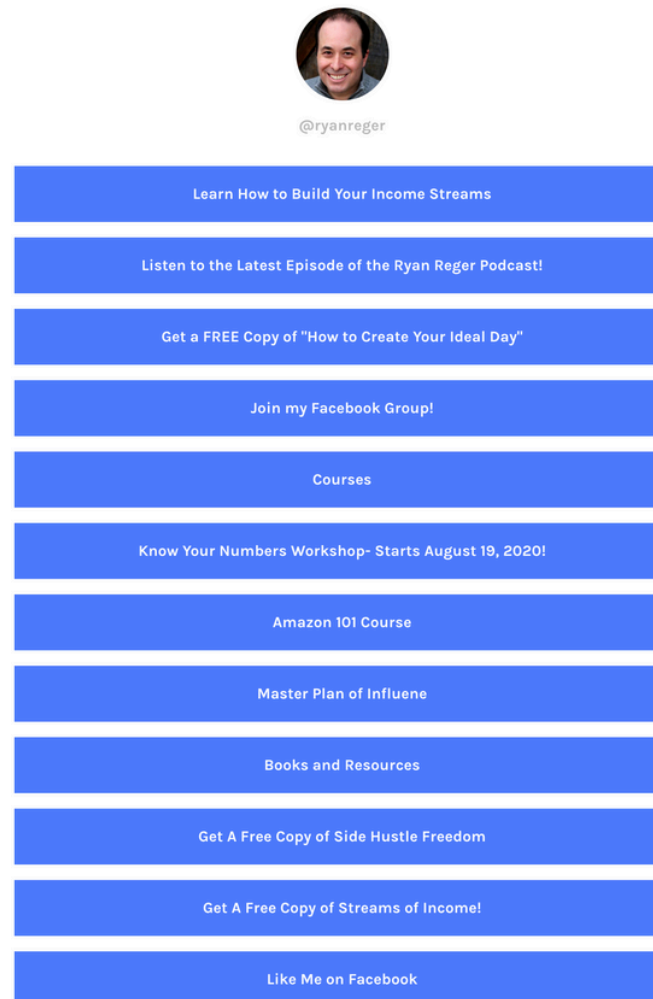 @ryanreger
Learn How to Build Your Income Streams
Listen to the Latest Episode of the Ryan Reger Podcast!
Get a FREE Copy of "How to Create Your Ideal Day"
Join my Facebook Group!
Courses
Know Your Numbers Workshop- Starts August 19, 2020!
Amazon 101 Course
Master Plan of Influene
Books and Resources
Get A Free Copy of Side Hustle Freedom
Get A Free Copy of Streams of Income!
Like Me on Facebook